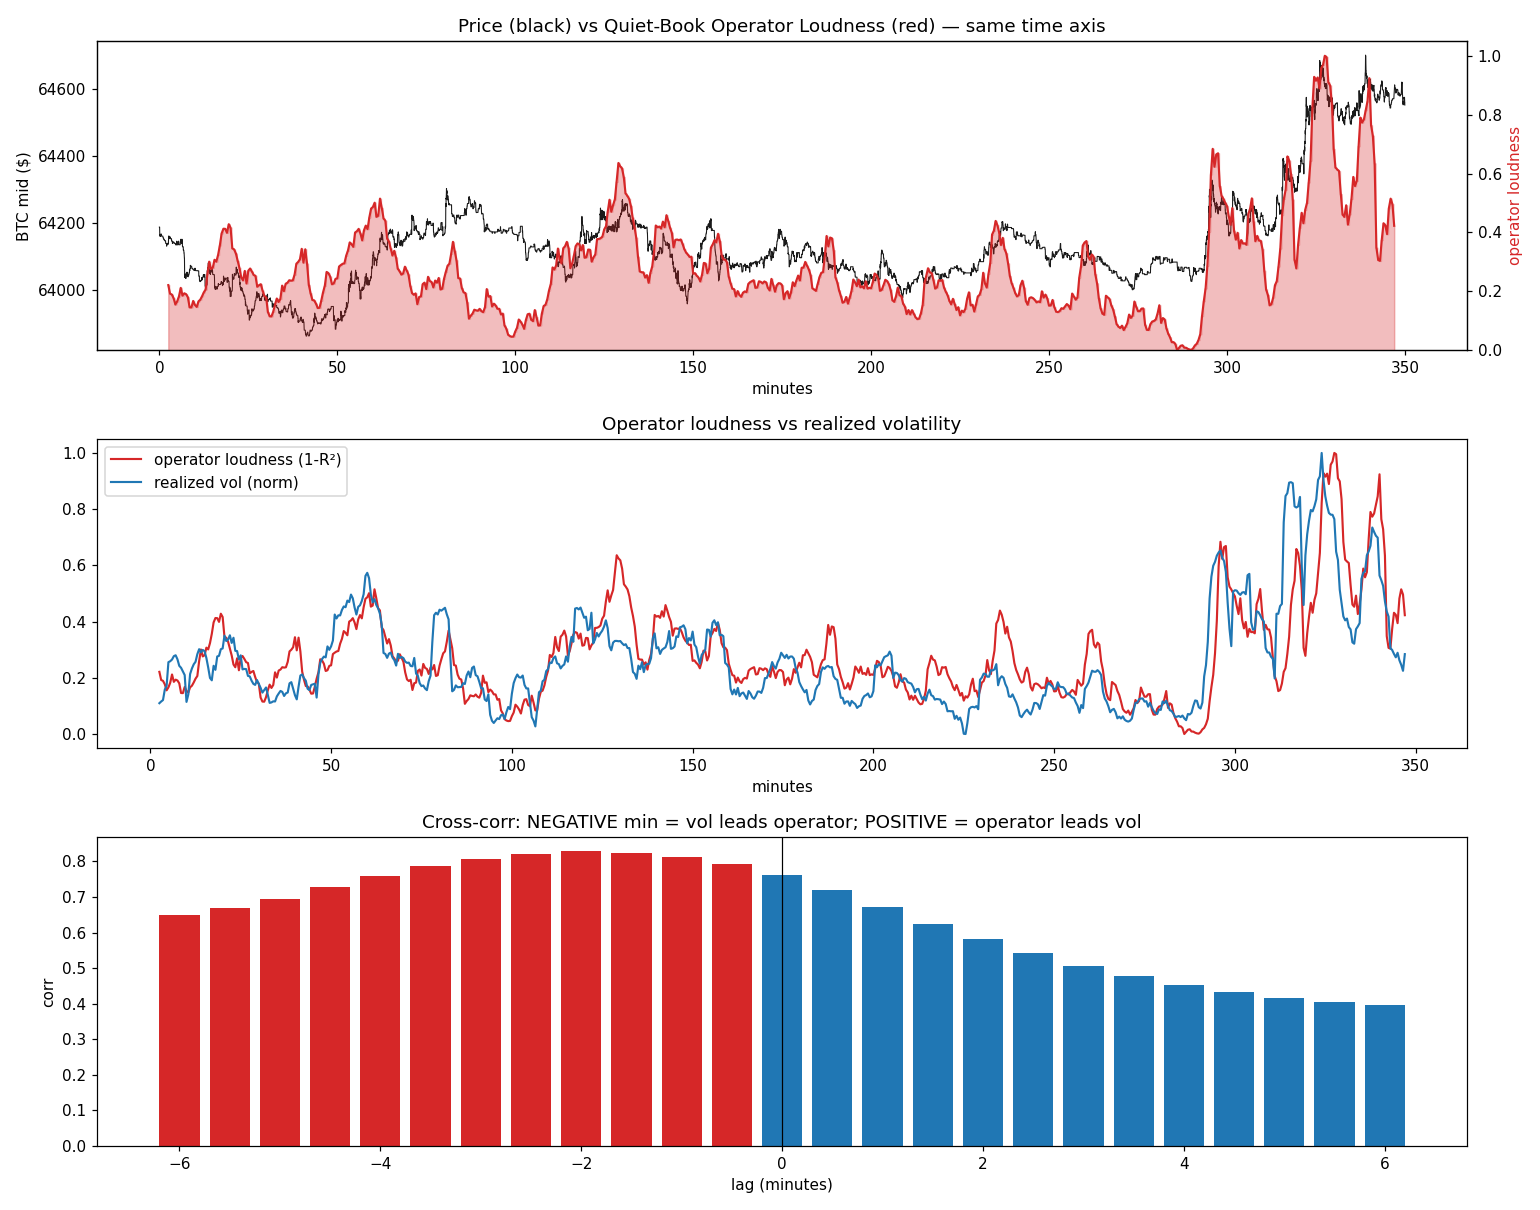 Price (black) vs Quiet-Book Operator Loudness (red) — same time axis
BTC mid ($)
64600
64400
64200
64000
1.0
0.8
0.6
0.4
0.2
0.0
operator loudness
0 50 100 150 200 250 300 350
minutes
Operator loudness vs realized volatility
operator loudness (1-R²)
realized vol (norm)
1.0
0.8
0.6
0.4
0.2
0.0
0 50 100 150 200 250 300 350
minutes
Cross-corr: NEGATIVE min = vol leads operator; POSITIVE = operator leads vol
corr
0.8
0.7
0.6
0.5
0.4
0.3
0.2
0.1
0.0
−6 −4 −2 0 2 4 6
lag (minutes)